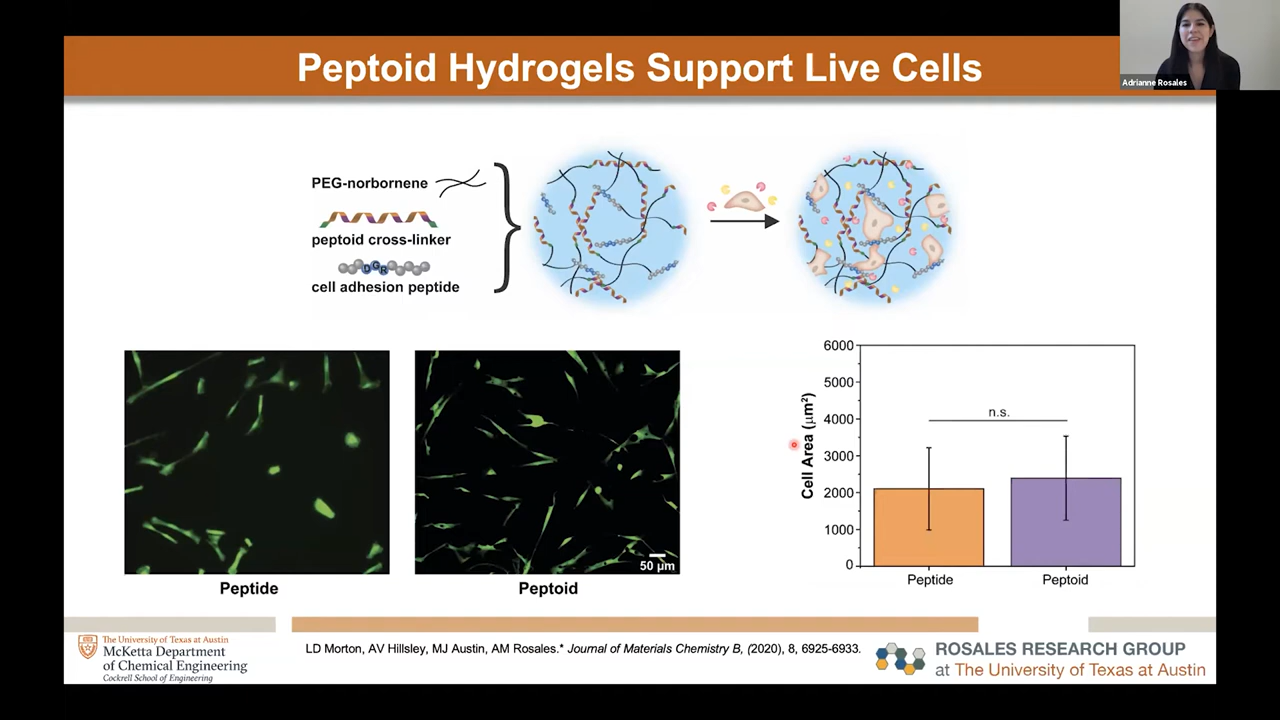 Peptoid Hydrogels Support Live Cells
Adrianne Rosales
PEG-norbornene
peptoid cross-linker
DGR
cell adhesion peptide
Peptide
Peptoid
50 μm
6000
5000
4000
3000
2000
1000
0
Cell Area (μm²)
n.s.
Peptide
Peptoid
The University of Texas at Austin
McKetta Department
of Chemical Engineering
Cockrell School of Engineering
LD Morton, AV Hillsley, MJ Austin, AM Rosales.* Journal of Materials Chemistry B, (2020), 8, 6925-6933.
ROSALES RESEARCH GROUP
at The University of Texas at Austin